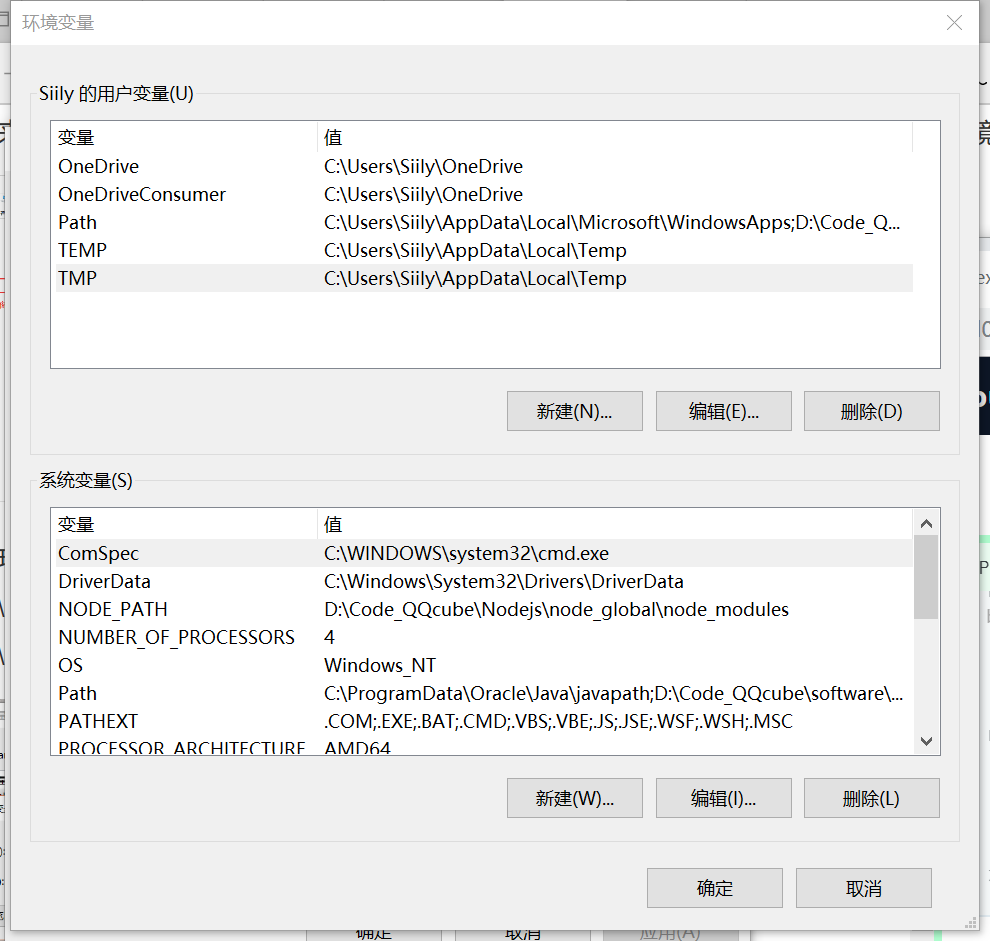 环境变量
Siily 的用户变量(U)
变量 值
OneDrive C:\Users\Siily\OneDrive
OneDriveConsumer C:\Users\Siily\OneDrive
Path C:\Users\Siily\AppData\Local\Microsoft\WindowsApps;D:\Code_Q...
TEMP C:\Users\Siily\AppData\Local\Temp
TMP C:\Users\Siily\AppData\Local\Temp
新建(N)... 编辑(E)... 删除(D)
系统变量(S)
变量 值
ComSpec C:\WINDOWS\system32\cmd.exe
DriverData C:\Windows\System32\Drivers\DriverData
NODE_PATH D:\Code_QQcube\Nodejs\node_global\node_modules
NUMBER_OF_PROCESSORS 4
OS Windows_NT
Path C:\ProgramData\Oracle\Java\javapath;D:\Code_QQcube\software\...
PATHEXT .COM;.EXE;.BAT;.CMD;.VBS;.VBE;.JS;.JSE;.WSF;.WSH;.MSC
PROCESSOR_ARCHITECTURE AMD64
新建(W)... 编辑(I)... 删除(L)
确定 取消
确定 取消 应用(A)